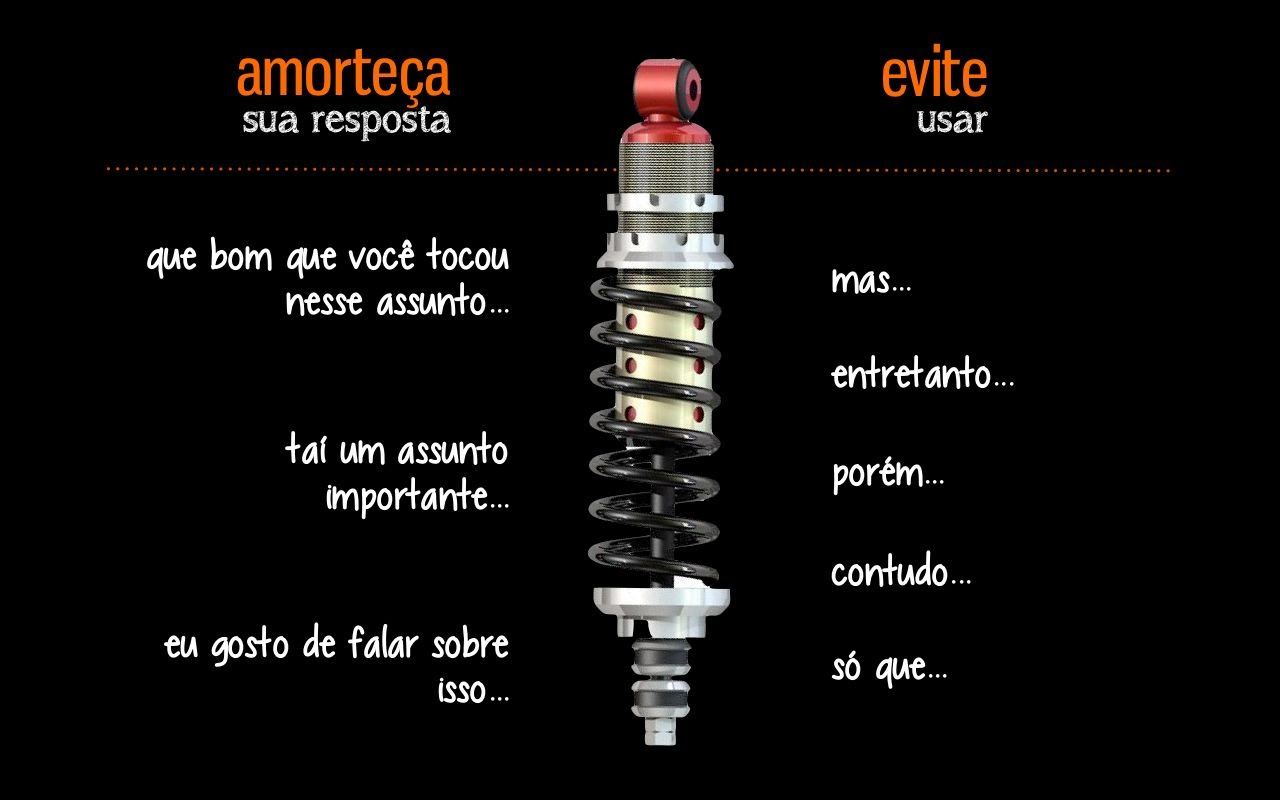 amorteça
sua resposta
que bom que você tocou
nesse assunto...
taí um assunto
importante...
eu gosto de falar sobre
isso...
evite
usar
mas...
entretanto...
porém...
contudo...
só que...